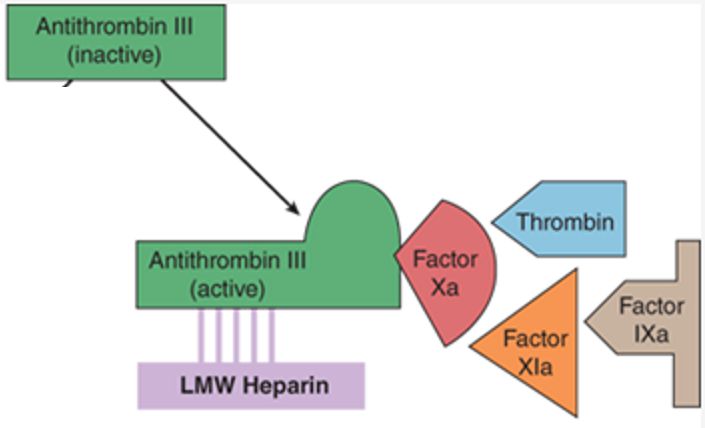 Antithrombin III
(inactive)
Thrombin
Antithrombin III
(active)
Factor
Xa
Factor
IXa
Factor
XIa
LMW Heparin